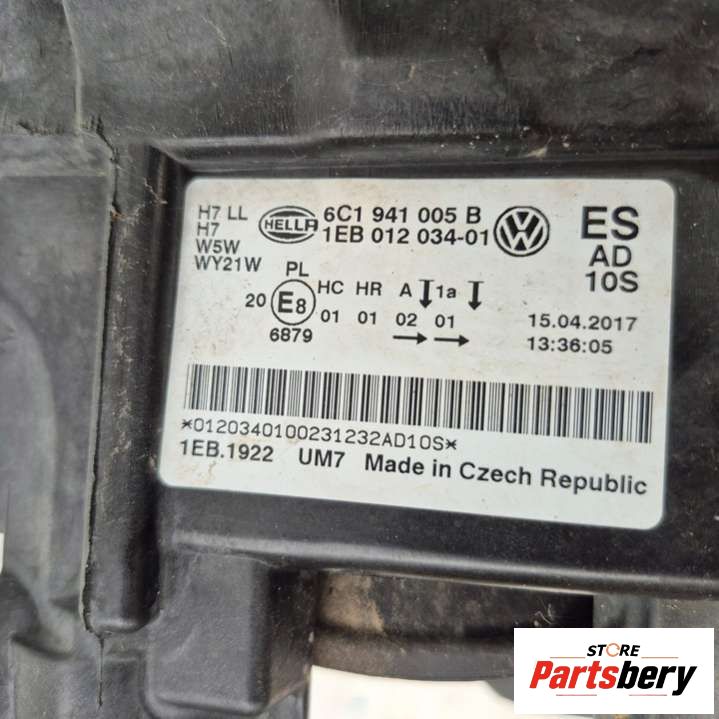 H7 LL
H7
W5W
WY21W
HELLA
6C1 941 005 B
1EB 012 034-01
VW
ES
AD
10S
PL
20 E8
6879
HC HR A 1a
01 01 02 01
15.04.2017
13:36:05
*0120340100231232AD10S*
1EB.1922 UM7 Made in Czech Republic
STORE
Partsbery